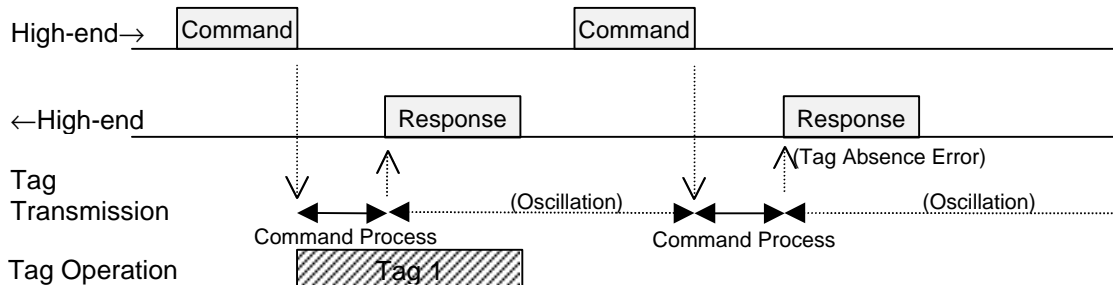 High-end→ Command Command
←High-end Response Response
(Tag Absence Error)
Tag
Transmission
(Oscillation) (Oscillation)
Command Process Command Process
Tag Operation Tag 1